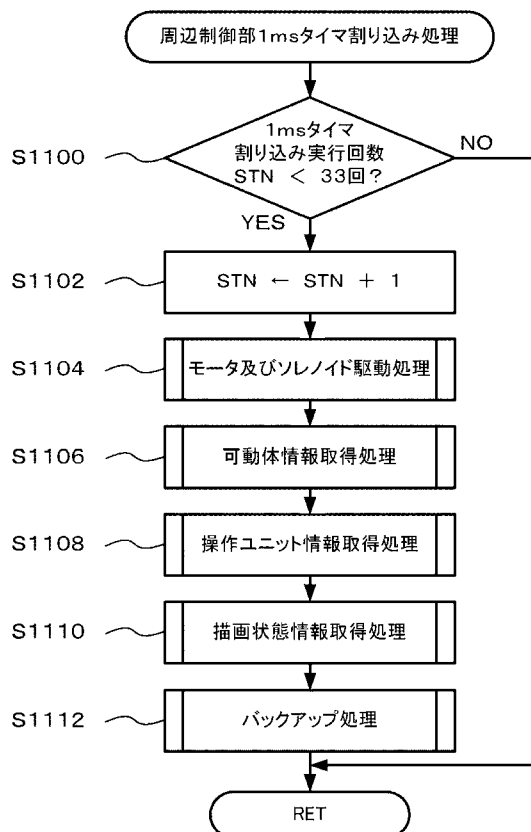 周辺制御部1msタイマ割り込み処理
S1100
1msタイマ
割り込み実行回数
STN < 33回?
NO
YES
S1102
STN ← STN + 1
S1104
モータ及びソレノイド駆動処理
S1106
可動体情報取得処理
S1108
操作ユニット情報取得処理
S1110
描画状態情報取得処理
S1112
バックアップ処理
RET